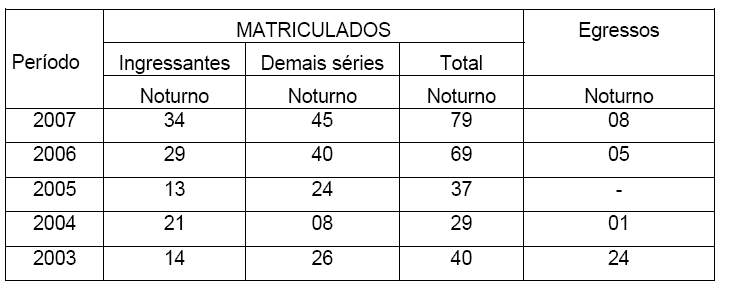 MATRICULADOS Egressos
Período
Ingressantes Demais séries Total
Noturno Noturno Noturno Noturno
2007 34 45 79 08
2006 29 40 69 05
2005 13 24 37 -
2004 21 08 29 01
2003 14 26 40 24